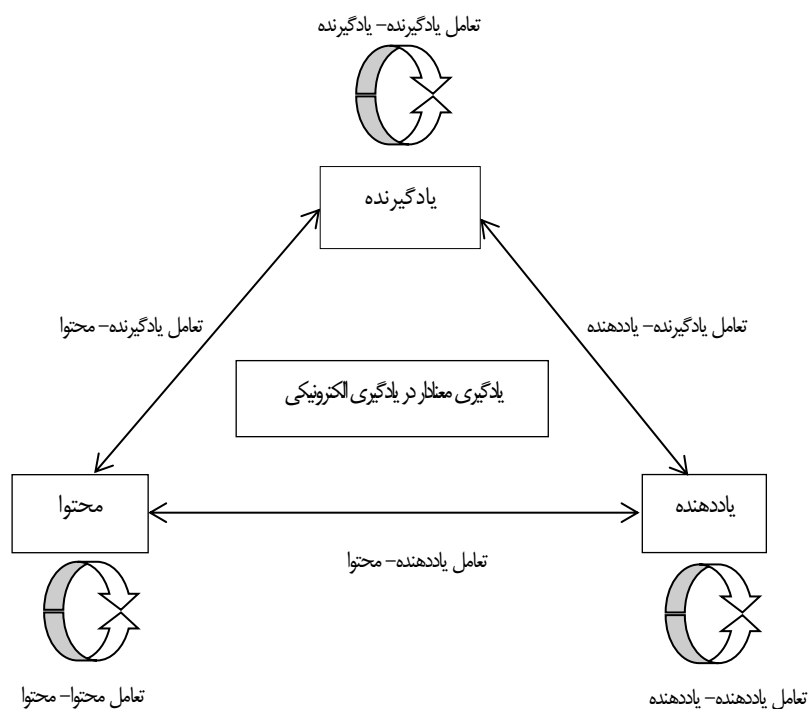 تعامل یادگیرنده– یادگیرنده
یادگیرنده
تعامل یادگیرنده– یاددهنده
تعامل یادگیرنده– محتوا
یادگیری معنادار در یادگیری الکترونیکی
یاددهنده
محتوا
تعامل یاددهنده– محتوا
تعامل یاددهنده– یاددهنده
تعامل محتوا– محتوا